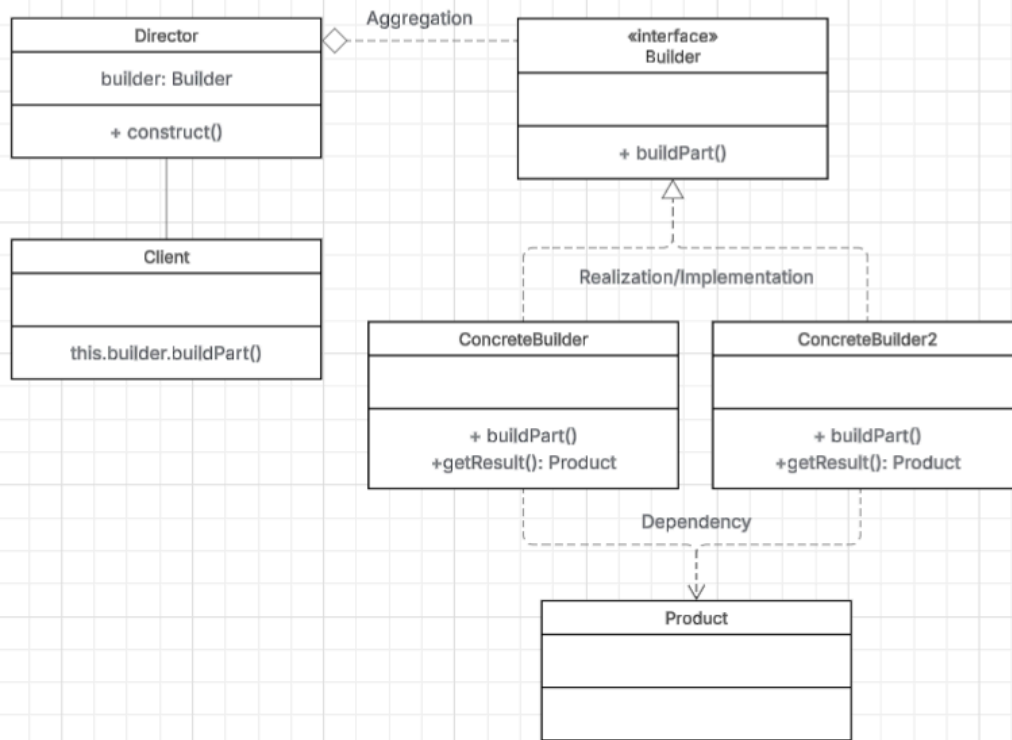 Director
builder: Builder
+ construct()
Aggregation
«interface»
Builder
+ buildPart()
Client
this.builder.buildPart()
Realization/Implementation
ConcreteBuilder
+ buildPart()
+getResult(): Product
ConcreteBuilder2
+ buildPart()
+getResult(): Product
Dependency
Product